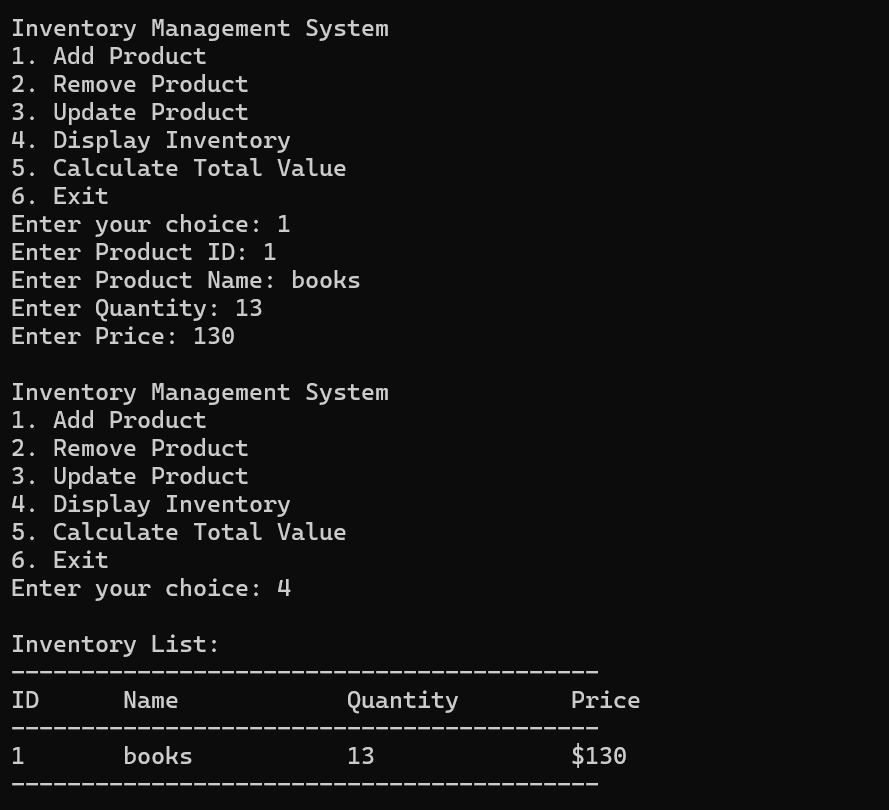 Inventory Management System
1. Add Product
2. Remove Product
3. Update Product
4. Display Inventory
5. Calculate Total Value
6. Exit
Enter your choice: 1
Enter Product ID: 1
Enter Product Name: books
Enter Quantity: 13
Enter Price: 130

Inventory Management System
1. Add Product
2. Remove Product
3. Update Product
4. Display Inventory
5. Calculate Total Value
6. Exit
Enter your choice: 4

Inventory List:
------------------------------------------
ID      Name            Quantity        Price
------------------------------------------
1       books           13              $130
------------------------------------------